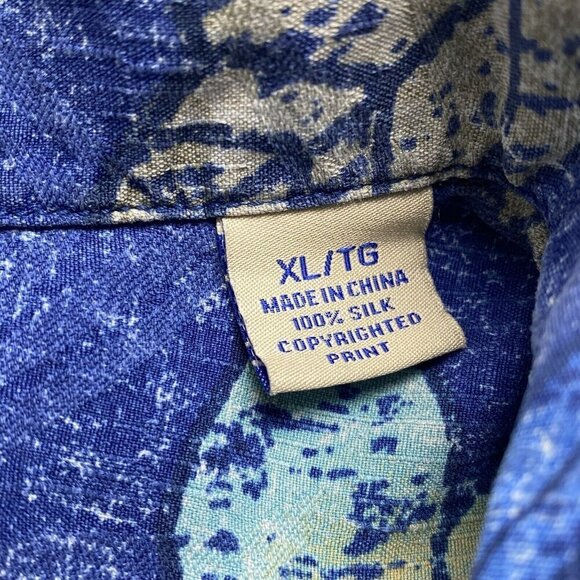 XL/TG
MADE IN CHINA
100% SILK
COPYRIGHTED
PRINT